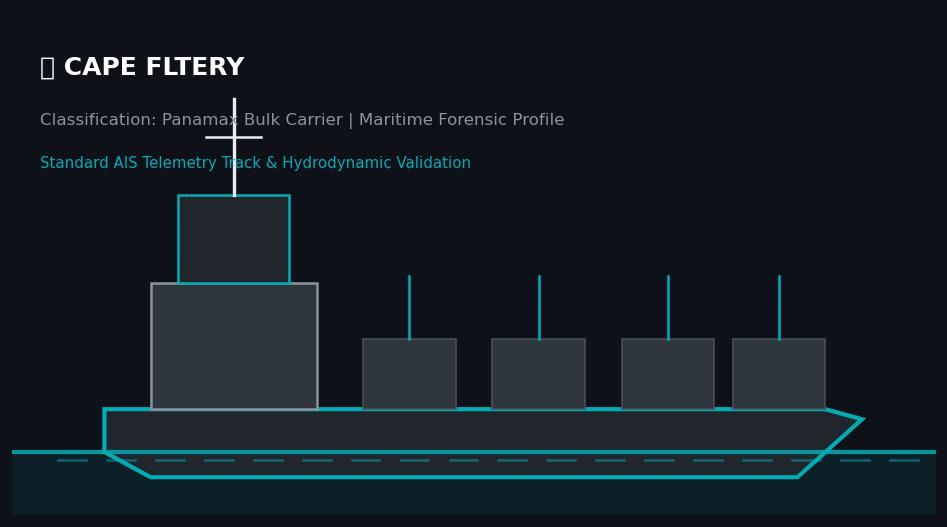 CAPE FLTERY
Classification: Panamax Bulk Carrier | Maritime Forensic Profile
Standard AIS Telemetry Track & Hydrodynamic Validation